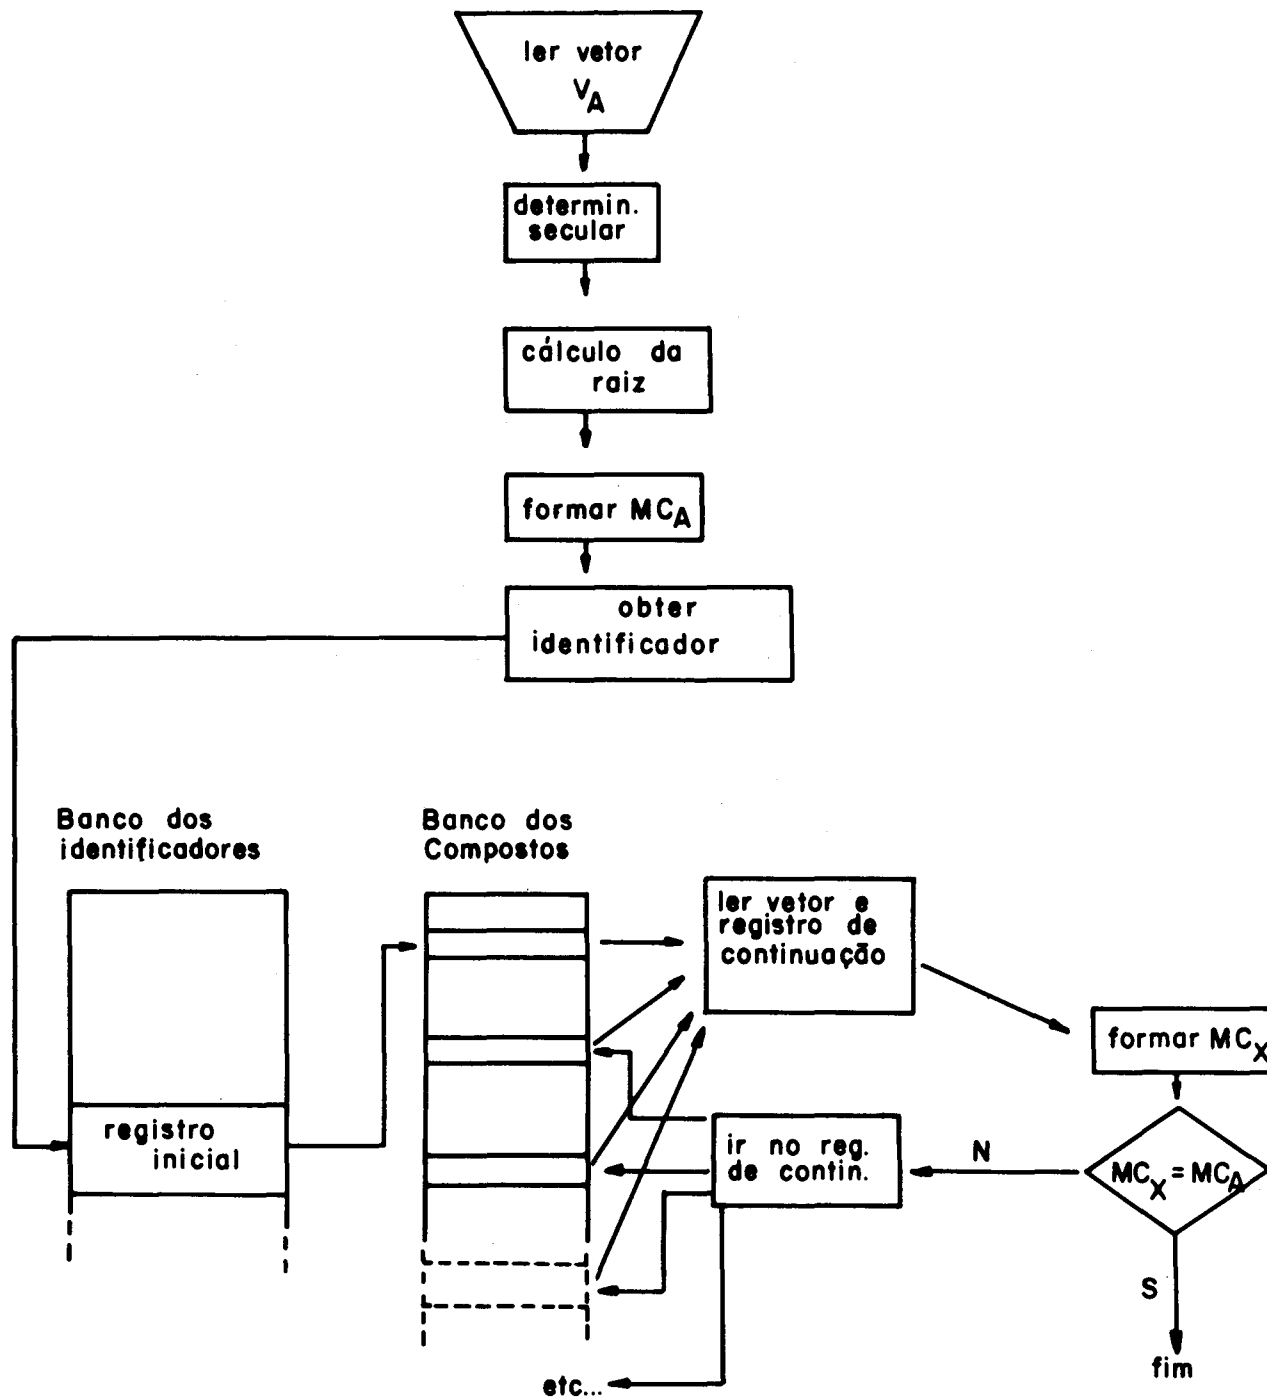 ler vetor
VA
determin.
secular
cálculo da
raiz
formar MCA
obter
identificador
Banco dos
identificadores
Banco dos
Compostos
ler vetor e
registro de
continuação
formar MCX
registro
inicial
ir no reg.
de contin.
N
MCX = MCA
S
fim
etc...